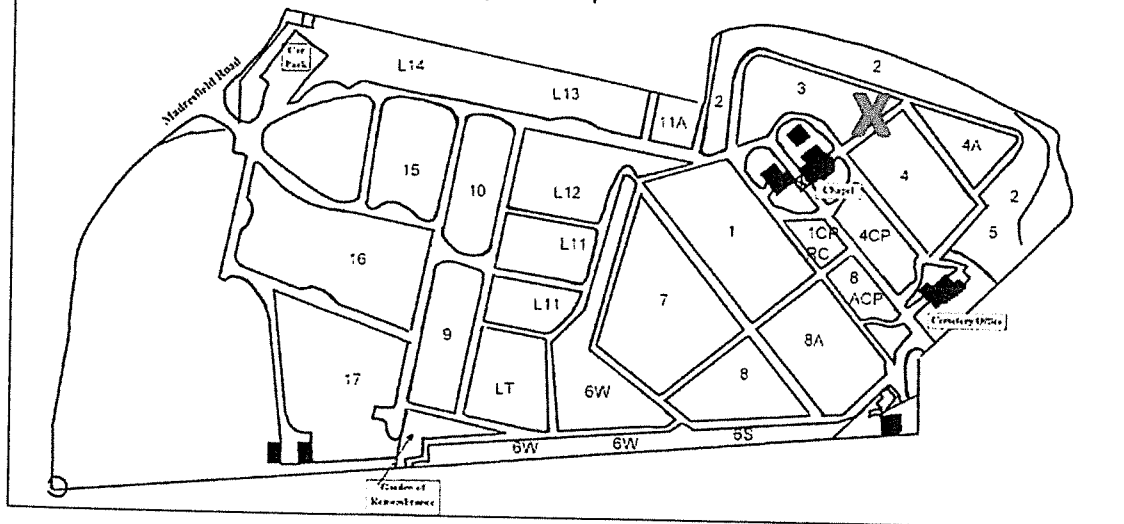 Car
Park
Madresfield Road
L14
L13
11A
2
2
3
4A
4
2
5
15
10
L12
L11
L11
16
9
LT
17
1
Chapel
1CP
RC
4CP
8
ACP
Cemetery Office
7
8A
8
6W
6W
6W
6S
Garden of
Remembrance